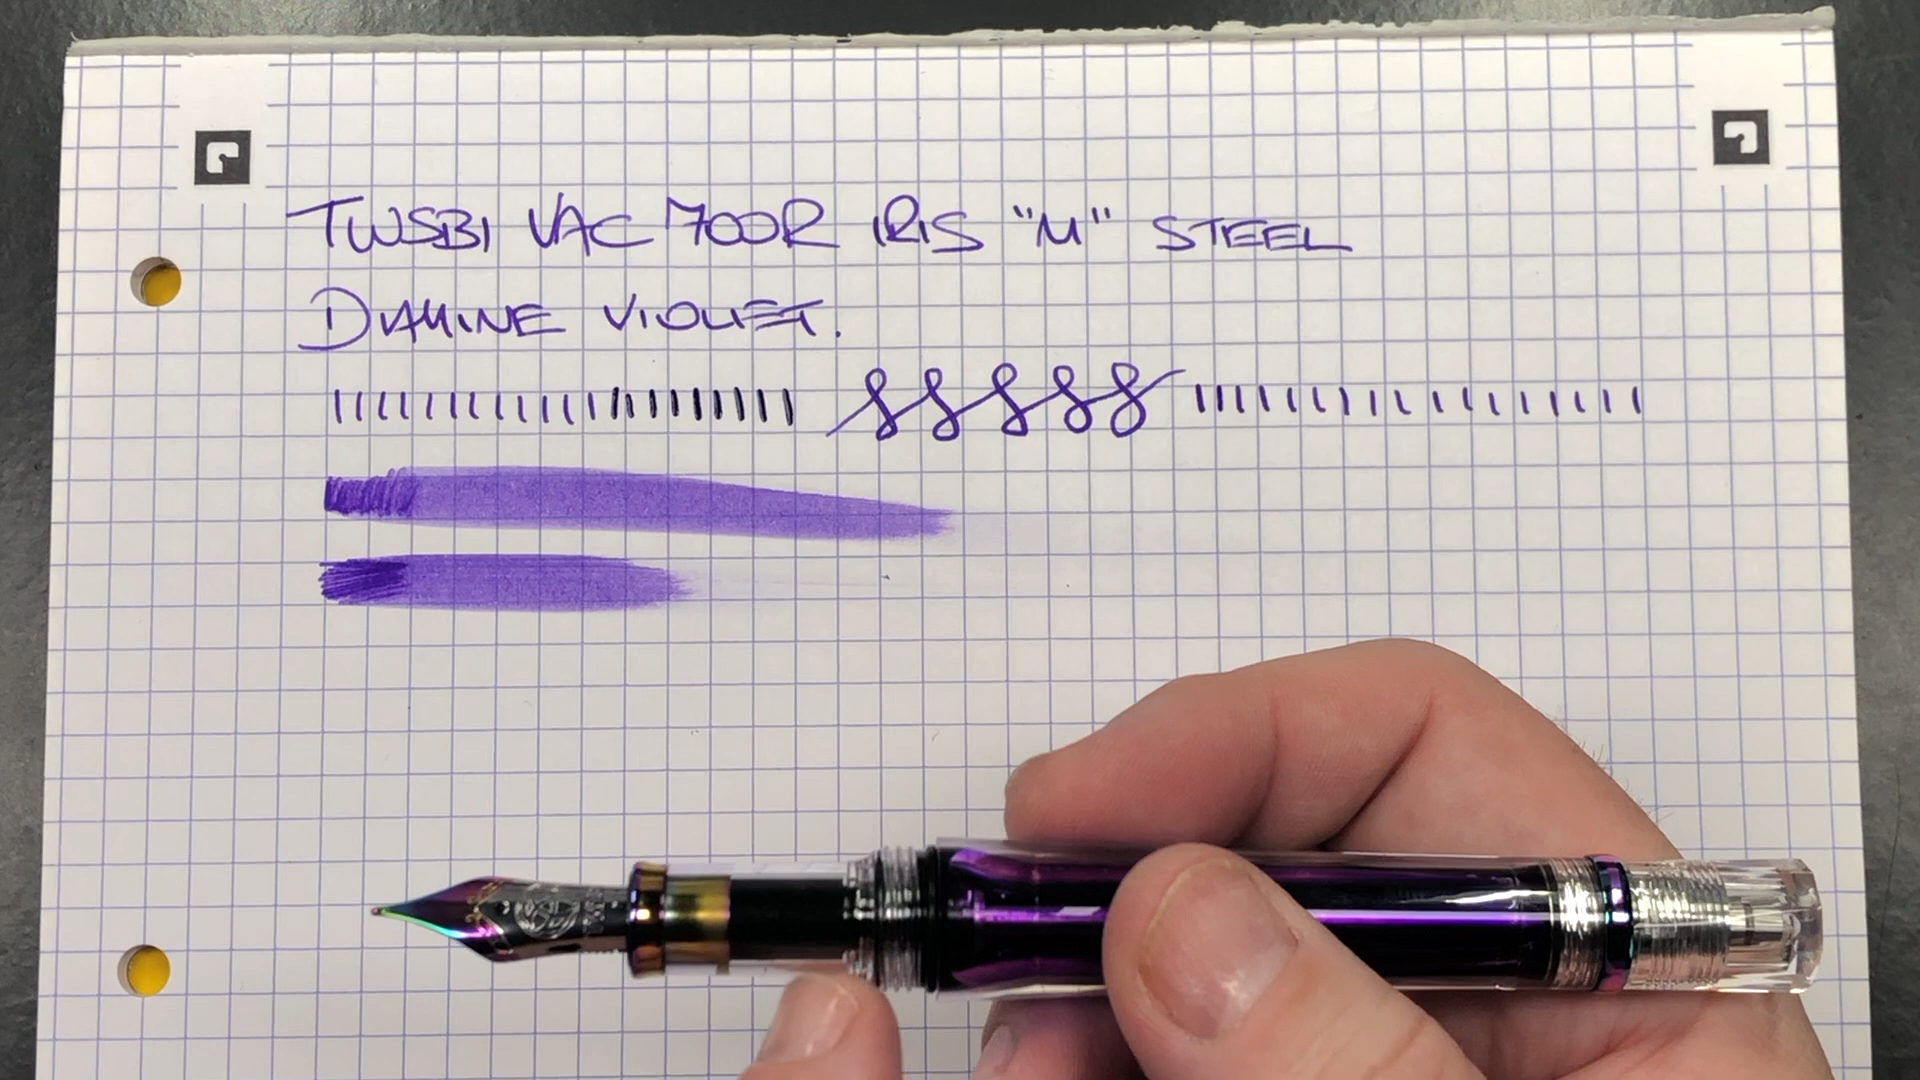 TWSBI VAC 700R IRIS "M" STEEL
DIAMINE VIOLET.